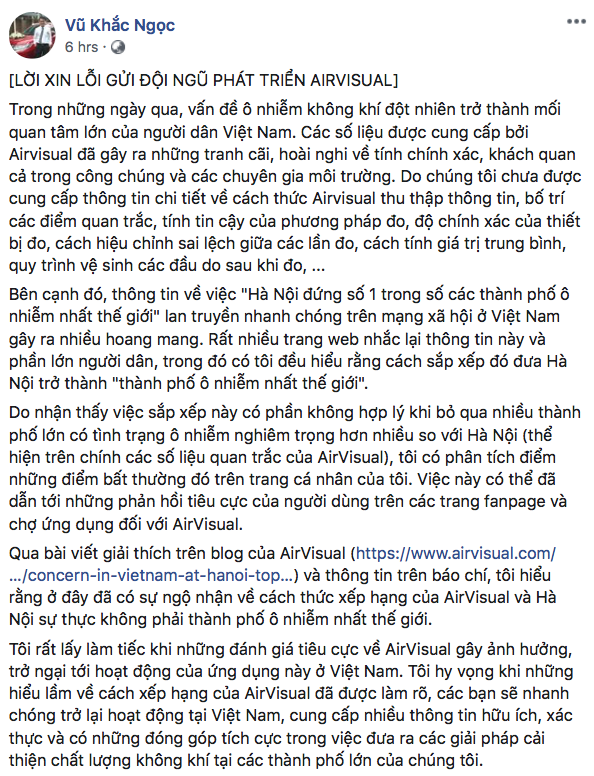 Vũ Khắc Ngọc
6 hrs ·
[LỜI XIN LỖI GỬI ĐỘI NGŨ PHÁT TRIỂN AIRVISUAL]
Trong những ngày qua, vấn đề ô nhiễm không khí đột nhiên trở thành mối
quan tâm lớn của người dân Việt Nam. Các số liệu được cung cấp bởi
Airvisual đã gây ra những tranh cãi, hoài nghi về tính chính xác, khách quan
cả trong công chúng và các chuyên gia môi trường. Do chúng tôi chưa được
cung cấp thông tin chi tiết về cách thức Airvisual thu thập thông tin, bố trí
các điểm quan trắc, tính tin cậy của phương pháp đo, độ chính xác của thiết
bị đo, cách hiệu chỉnh sai lệch giữa các lần đo, cách tính giá trị trung bình,
quy trình vệ sinh các đầu do sau khi đo, ...
Bên cạnh đó, thông tin về việc "Hà Nội đứng số 1 trong số các thành phố ô
nhiễm nhất thế giới" lan truyền nhanh chóng trên mạng xã hội ở Việt Nam
gây ra nhiều hoang mang. Rất nhiều trang web nhắc lại thông tin này và
phần lớn người dân, trong đó có tôi đều hiểu rằng cách sắp xếp đó đưa Hà
Nội trở thành "thành phố ô nhiễm nhất thế giới".
Do nhận thấy việc sắp xếp này có phần không hợp lý khi bỏ qua nhiều thành
phố lớn có tình trạng ô nhiễm nghiêm trọng hơn nhiều so với Hà Nội (thể
hiện trên chính các số liệu quan trắc của AirVisual), tôi có phân tích điểm
những điểm bất thường đó trên trang cá nhân của tôi. Việc này có thể đã
dẫn tới những phản hồi tiêu cực của người dùng trên các trang fanpage và
chợ ứng dụng đối với AirVisual.
Qua bài viết giải thích trên blog của AirVisual (https://www.airvisual.com/
…/concern-in-vietnam-at-hanoi-top…) và thông tin trên báo chí, tôi hiểu
rằng ở đây đã có sự ngộ nhận về cách thức xếp hạng của AirVisual và Hà
Nội sự thực không phải thành phố ô nhiễm nhất thế giới.
Tôi rất lấy làm tiếc khi những đánh giá tiêu cực về AirVisual gây ảnh hưởng,
trở ngại tới hoạt động của ứng dụng này ở Việt Nam. Tôi hy vọng khi những
hiểu lầm về cách xếp hạng của AirVisual đã được làm rõ, các bạn sẽ nhanh
chóng trở lại hoạt động tại Việt Nam, cung cấp nhiều thông tin hữu ích, xác
thực và có những đóng góp tích cực trong việc đưa ra các giải pháp cải
thiện chất lượng không khí tại các thành phố lớn của chúng tôi.